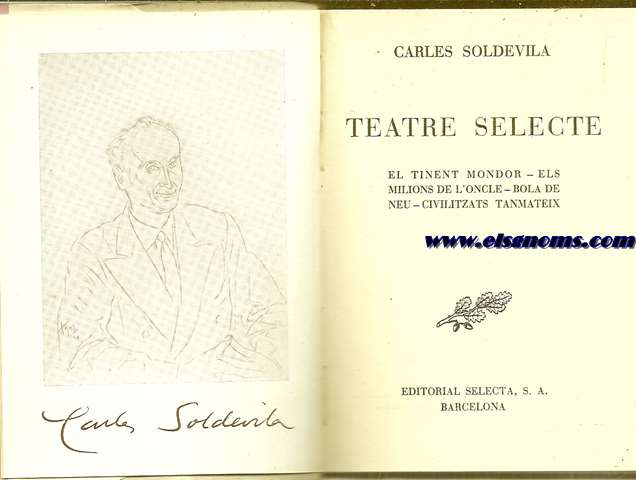 Carles Soldevila
CARLES SOLDEVILA
TEATRE SELECTE
EL TINENT MONDOR – ELS
MILIONS DE L'ONCLE – BOLA DE
NEU – CIVILITZATS TANMATEIX
www.elsgnoms.com
EDITORIAL SELECTA, S. A.
BARCELONA